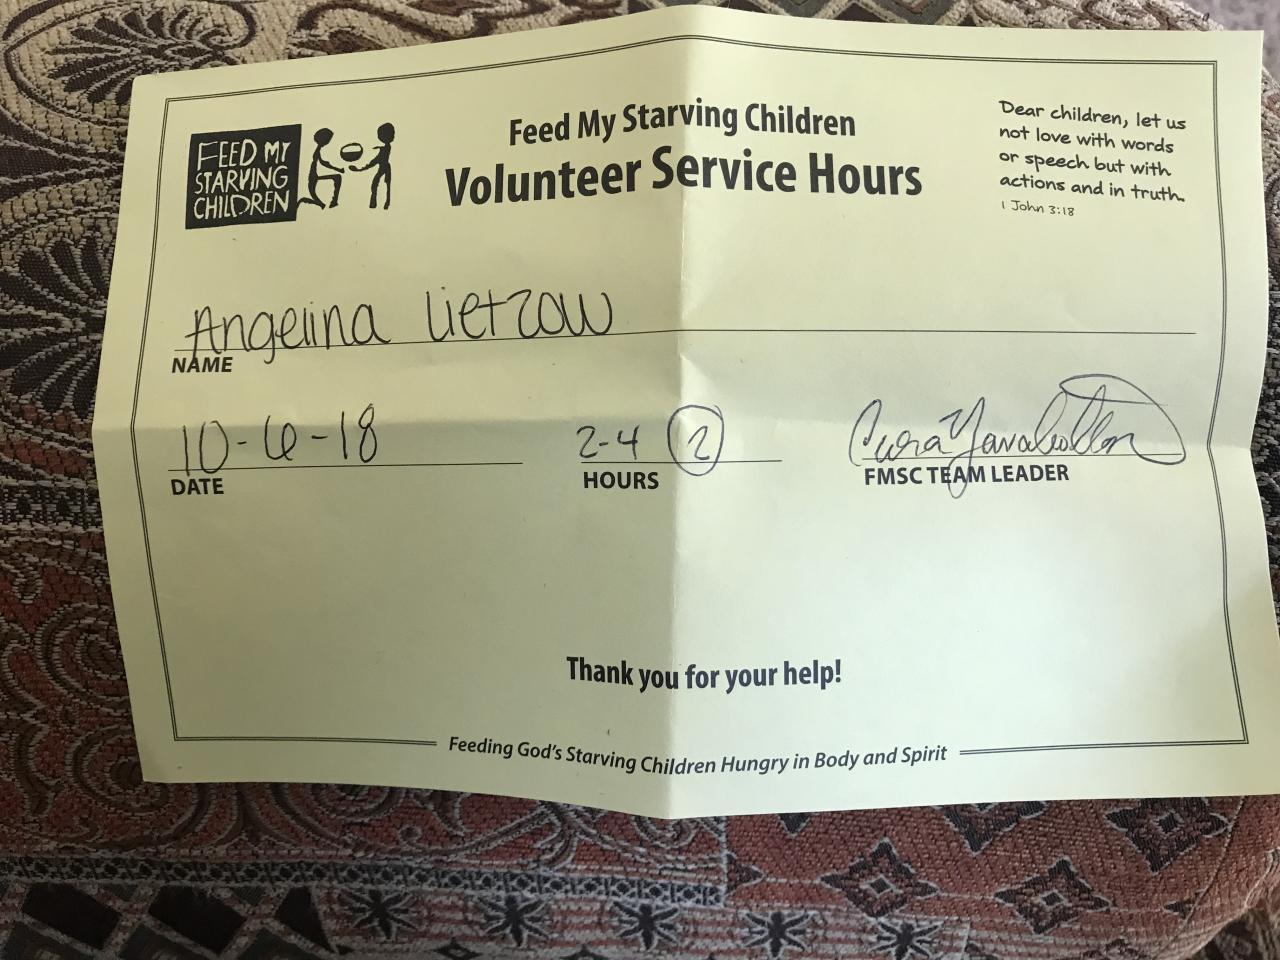 FEED MY
STARVING
CHILDREN
Feed My Starving Children
Volunteer Service Hours
Dear children, let us
not love with words
or speech but with
actions and in truth.
1 John 3:18
Angelina Lietzow
NAME
10-6-18
DATE
2-4 2
HOURS
FMSC TEAM LEADER
Thank you for your help!
Feeding God's Starving Children Hungry in Body and Spirit